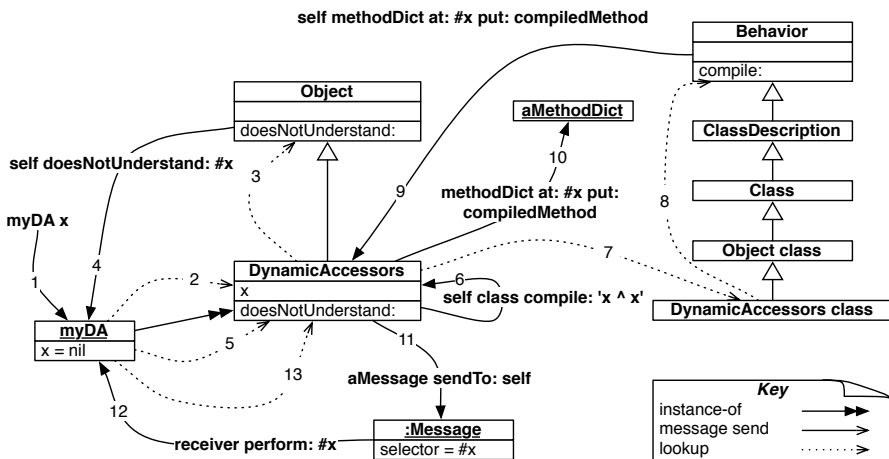 self methodDict at: #x put: compiledMethod
Behavior
compile:
Object
doesNotUnderstand:
aMethodDict
ClassDescription
self doesNotUnderstand: #x
3
10
9
methodDict at: #x put:
compiledMethod
Class
8
myDA x
4
2
1
7
Object class
DynamicAccessors
x
doesNotUnderstand:
6
self class compile: 'x ^ x'
DynamicAccessors class
myDA
x = nil
5
13
11
aMessage sendTo: self
12
receiver perform: #x
:Message
selector = #x
Key
instance-of
message send
lookup